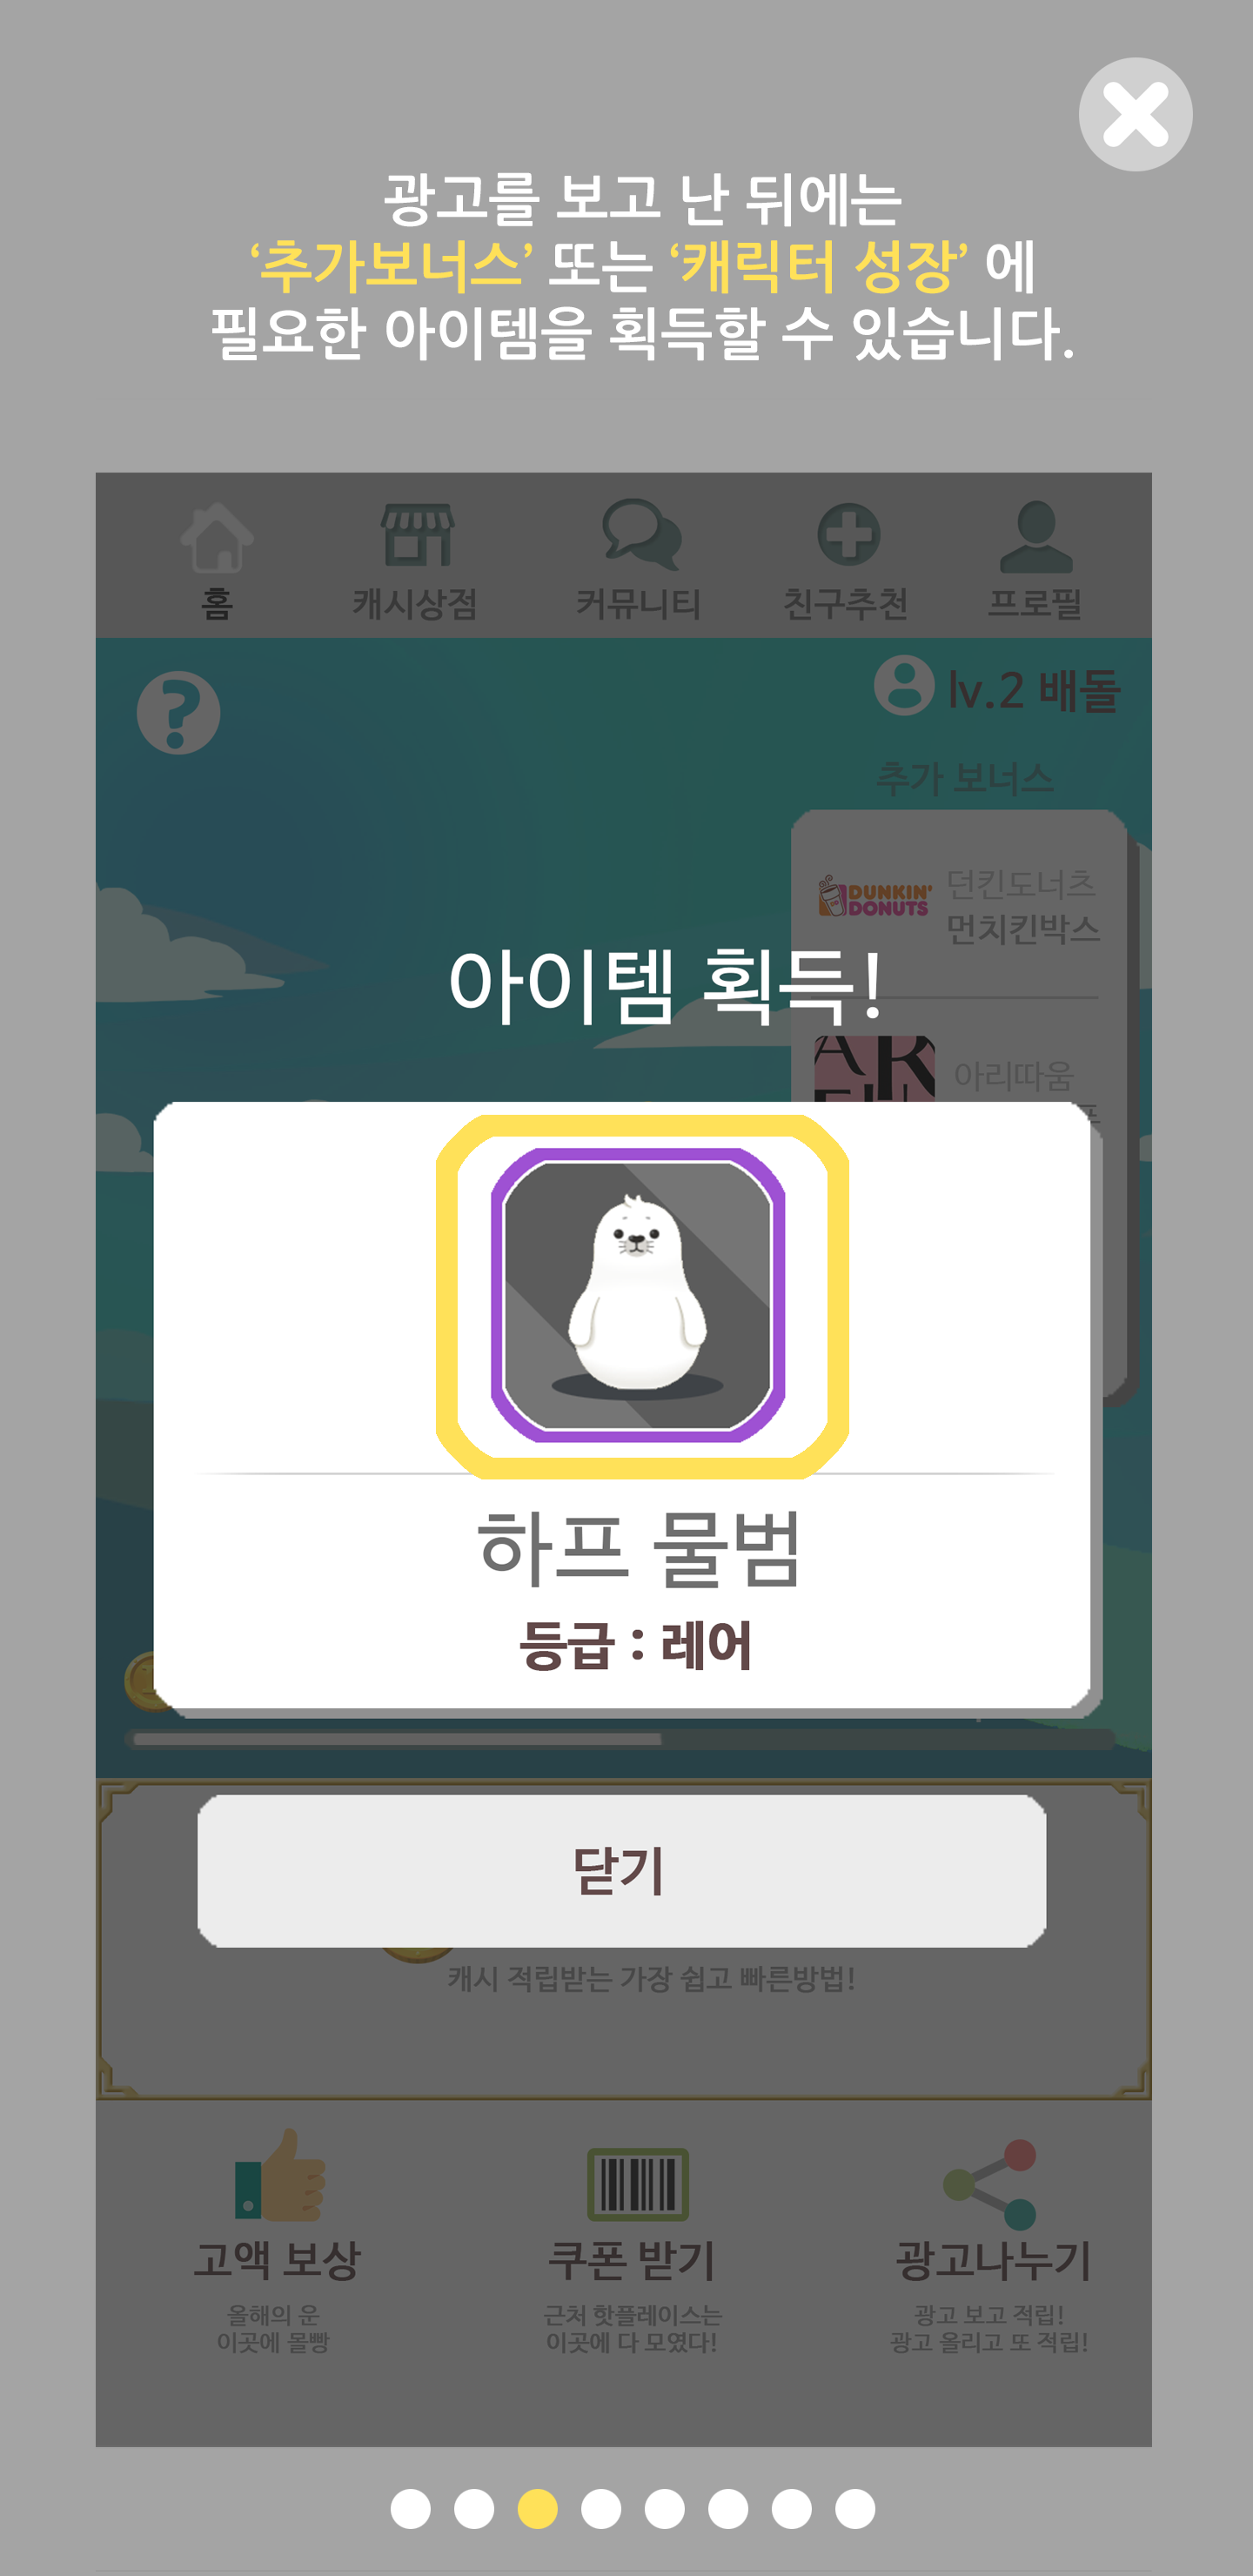 광고를 보고 난 뒤에는
‘추가보너스’ 또는 ‘캐릭터 성장’ 에
필요한 아이템을 획득할 수 있습니다.
홈
캐시상점
커뮤니티
친구추천
프로필
?
lv.2 배돌
추가 보너스
DUNKIN'
DONUTS
던킨도너츠
먼치킨박스
아이템 획득!
아리따움
하프 물범
등급 : 레어
닫기
캐시 적립받는 가장 쉽고 빠른방법!
고액 보상
올해의 운
이곳에 몰빵
쿠폰 받기
근처 핫플레이스는
이곳에 다 모였다!
광고나누기
광고 보고 적립!
광고 올리고 또 적립!